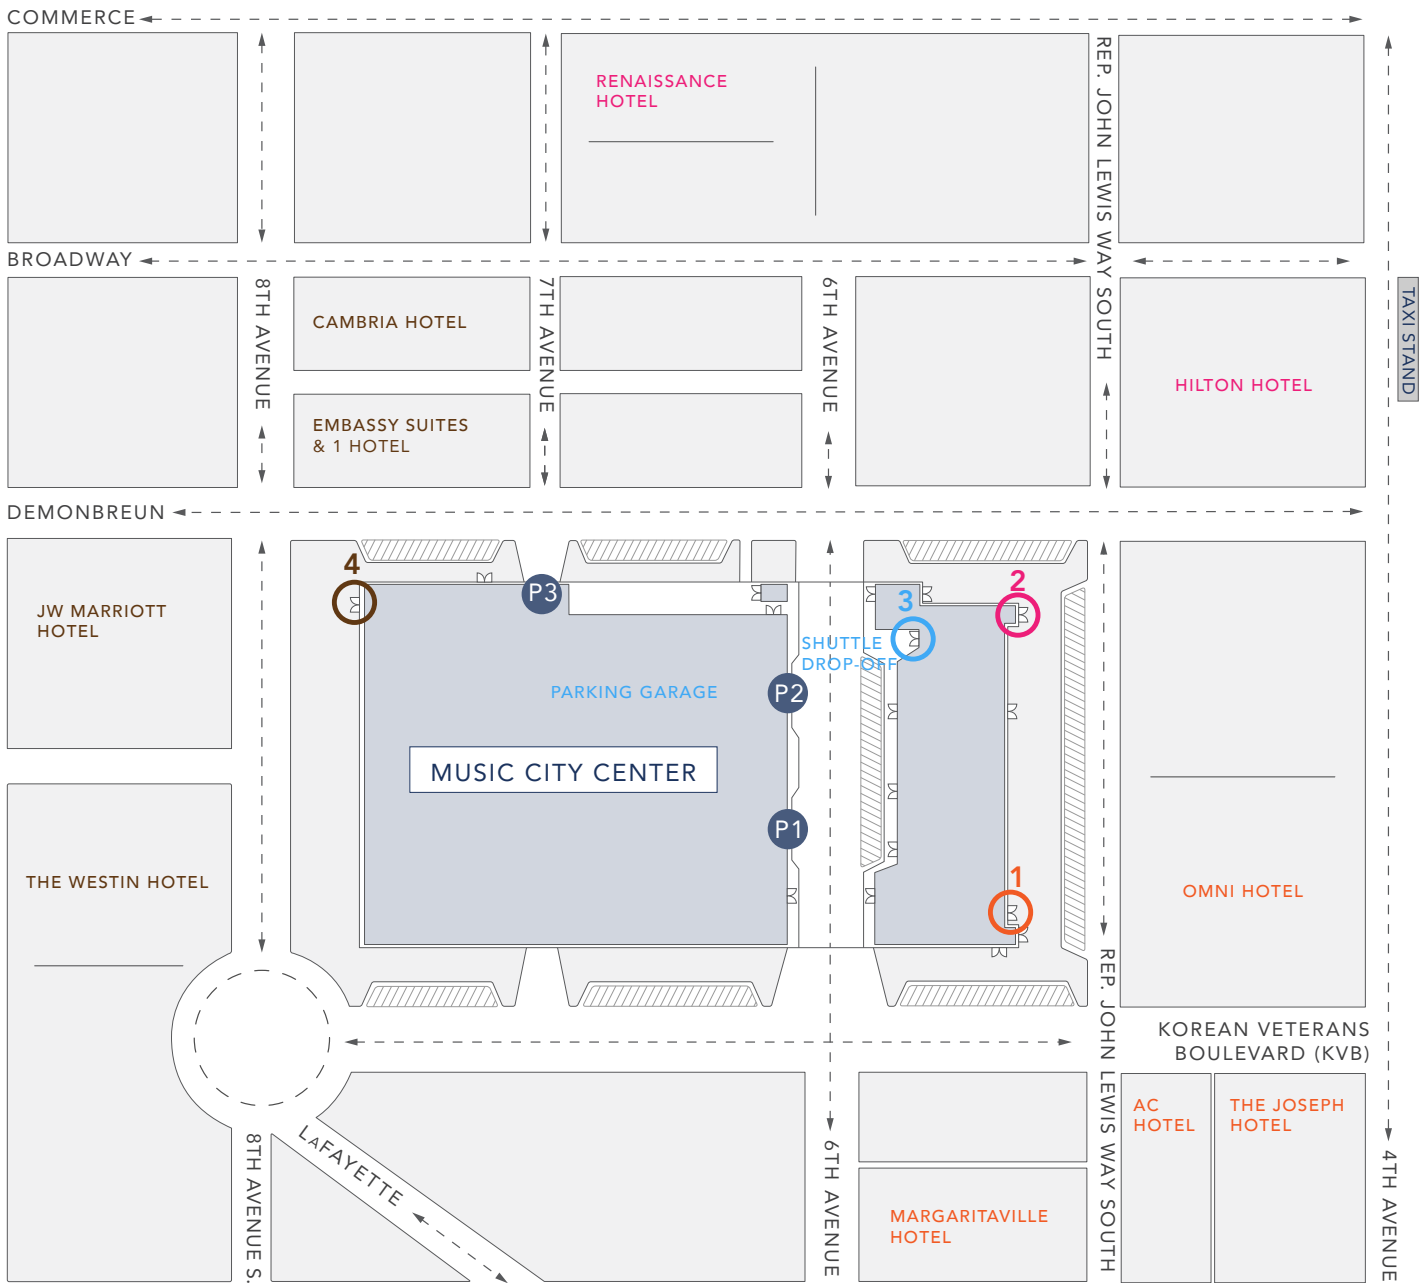 COMMERCE
RENAISSANCE
HOTEL
REP. JOHN LEWIS WAY SOUTH
BROADWAY
8TH AVENUE
CAMBRIA HOTEL
7TH AVENUE
6TH AVENUE
TAXI STAND
HILTON HOTEL
EMBASSY SUITES
& 1 HOTEL
DEMONBREUN
4
P3
2
3
JW MARRIOTT
HOTEL
SHUTTLE
DROP-OFF
PARKING GARAGE
P2
MUSIC CITY CENTER
P1
1
THE WESTIN HOTEL
OMNI HOTEL
REP. JOHN LEWIS WAY SOUTH
KOREAN VETERANS
BOULEVARD (KVB)
AC
HOTEL
THE JOSEPH
HOTEL
8TH AVENUE S.
LAFAYETTE
6TH AVENUE
4TH AVENUE
MARGARITAVILLE
HOTEL